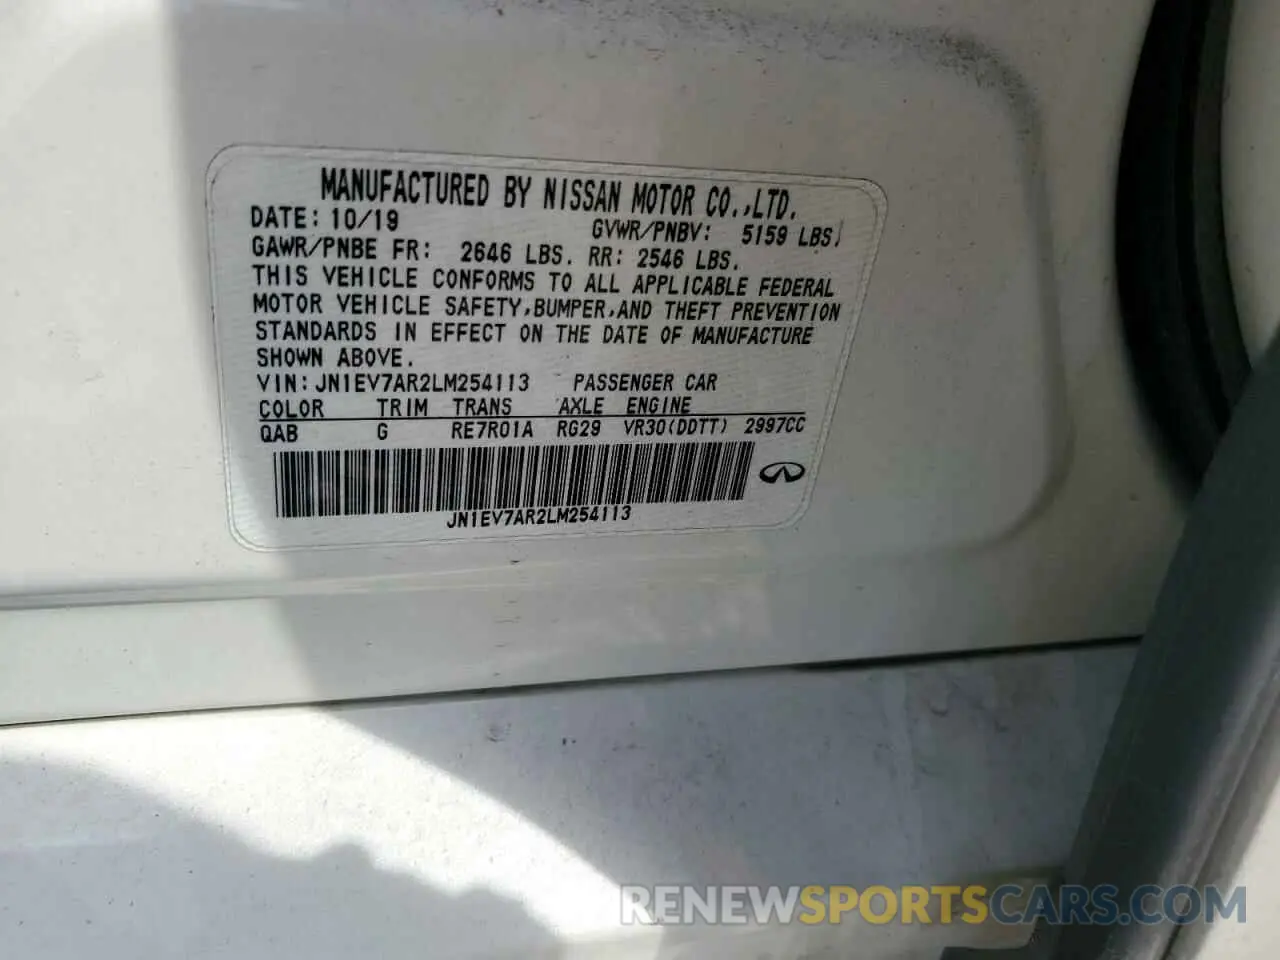 MANUFACTURED BY NISSAN MOTOR CO.,LTD.
DATE: 10/19 GVWR/PNBV: 5159 LBS.
GAWR/PNBE FR: 2646 LBS. RR: 2546 LBS.
THIS VEHICLE CONFORMS TO ALL APPLICABLE FEDERAL
MOTOR VEHICLE SAFETY,BUMPER,AND THEFT PREVENTION
STANDARDS IN EFFECT ON THE DATE OF MANUFACTURE
SHOWN ABOVE.
VIN:JN1EV7AR2LM254113 PASSENGER CAR
COLOR TRIM TRANS AXLE ENGINE
QAB G RE7R01A RG29 VR30(DDTT) 2997CC
JN1EV7AR2LM254113
RENEWSPORTSCARS.COM